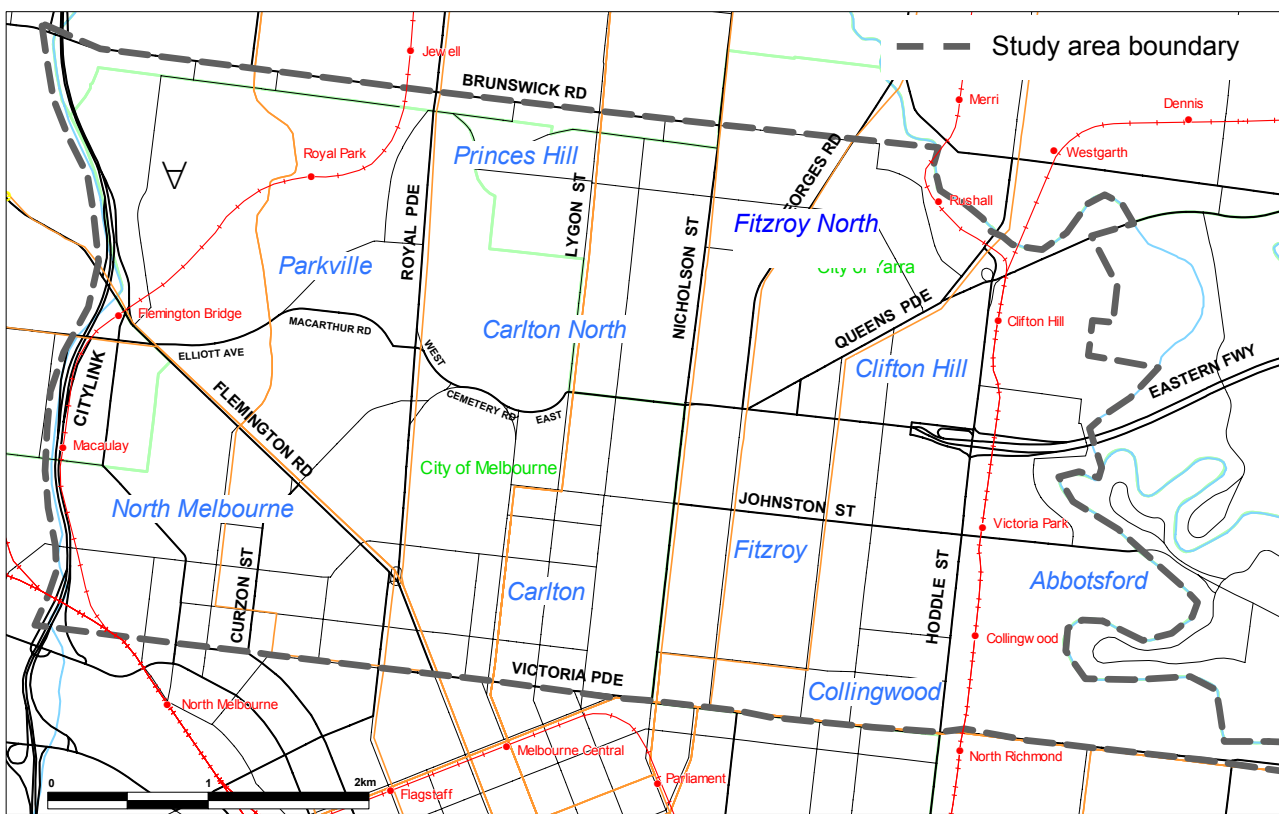 Study area boundary
Jewell
BRUNSWICK RD
Merri
Dennis
Royal Park
Princes Hill
Westgarth
ROYAL PDE
LYGON ST
NICHOLSON ST
ORGES RD
Rushall
Fitzroy North
Parkville
City of Yarra
Flemington Bridge
MACARTHUR RD
Carlton North
QUEENS PDE
Clifton Hill
ELLIOTT AVE
WEST
Clifton Hill
CITYLINK
CEMETERY RD
EAST
EASTERN FWY
FLEMINGTON RD
Macaulay
City of Melbourne
North Melbourne
JOHNSTON ST
Victoria Park
CURZON ST
Carlton
Fitzroy
HODDLE ST
Abbotsford
Collingwood
VICTORIA PDE
Collingwood
North Melbourne
Melbourne Central
North Richmond
Parliament
Flagstaff
0
1
2km